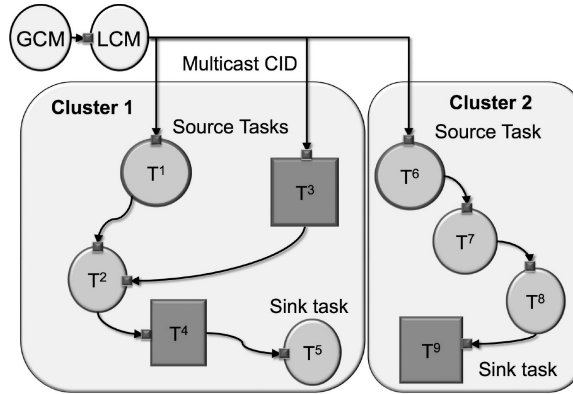 GCM
LCM
Multicast CID
Cluster 1
Cluster 2
Source Tasks
Source Task
T¹
T³
T⁶
T⁷
T²
T⁸
Sink task
T⁴
T⁵
T⁹
Sink task